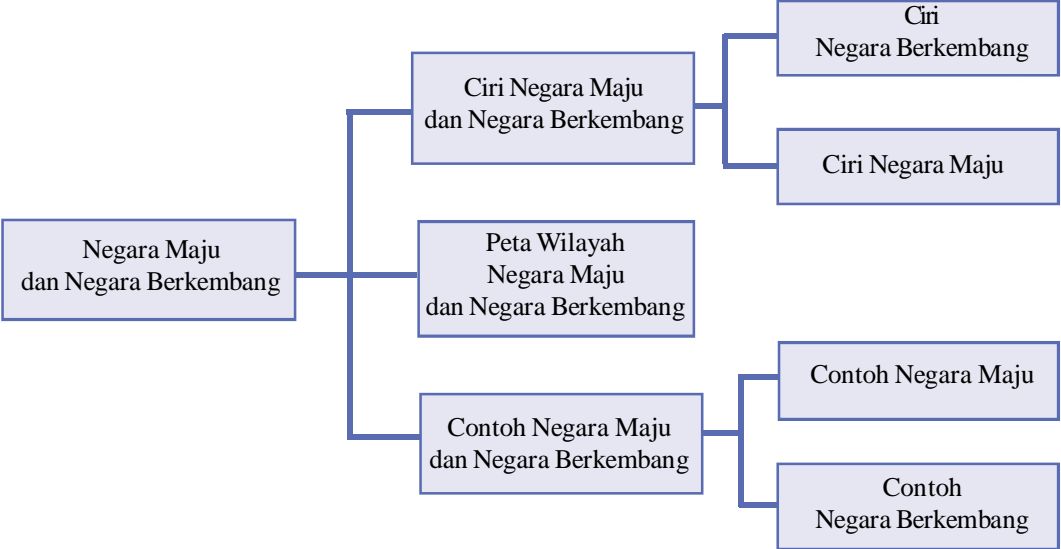 Negara Maju
dan Negara Berkembang
Ciri Negara Maju
dan Negara Berkembang
Ciri
Negara Berkembang
Ciri Negara Maju
Peta Wilayah
Negara Maju
dan Negara Berkembang
Contoh Negara Maju
dan Negara Berkembang
Contoh Negara Maju
Contoh
Negara Berkembang